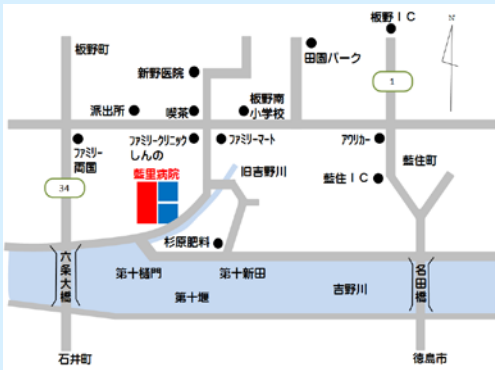 板野IC
N
板野町
新野医院
田園パーク
1
派出所
喫茶
板野南
小学校
ファミリー
両国
ファミリークリニック
しんの
ファミリーマート
アワリカー
藍住町
藍里病院
旧吉野川
藍住IC
34
杉原肥料
六条大橋
第十樋門
第十新田
名田橋
第十堰
吉野川
石井町
徳島市